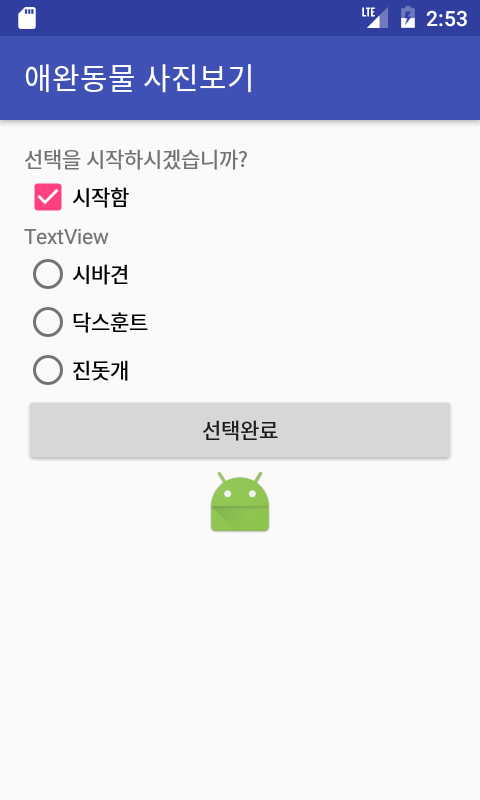 LTE 2:53
애완동물 사진보기
선택을 시작하시겠습니까?
시작함
TextView
시바견
닥스훈트
진돗개
선택완료